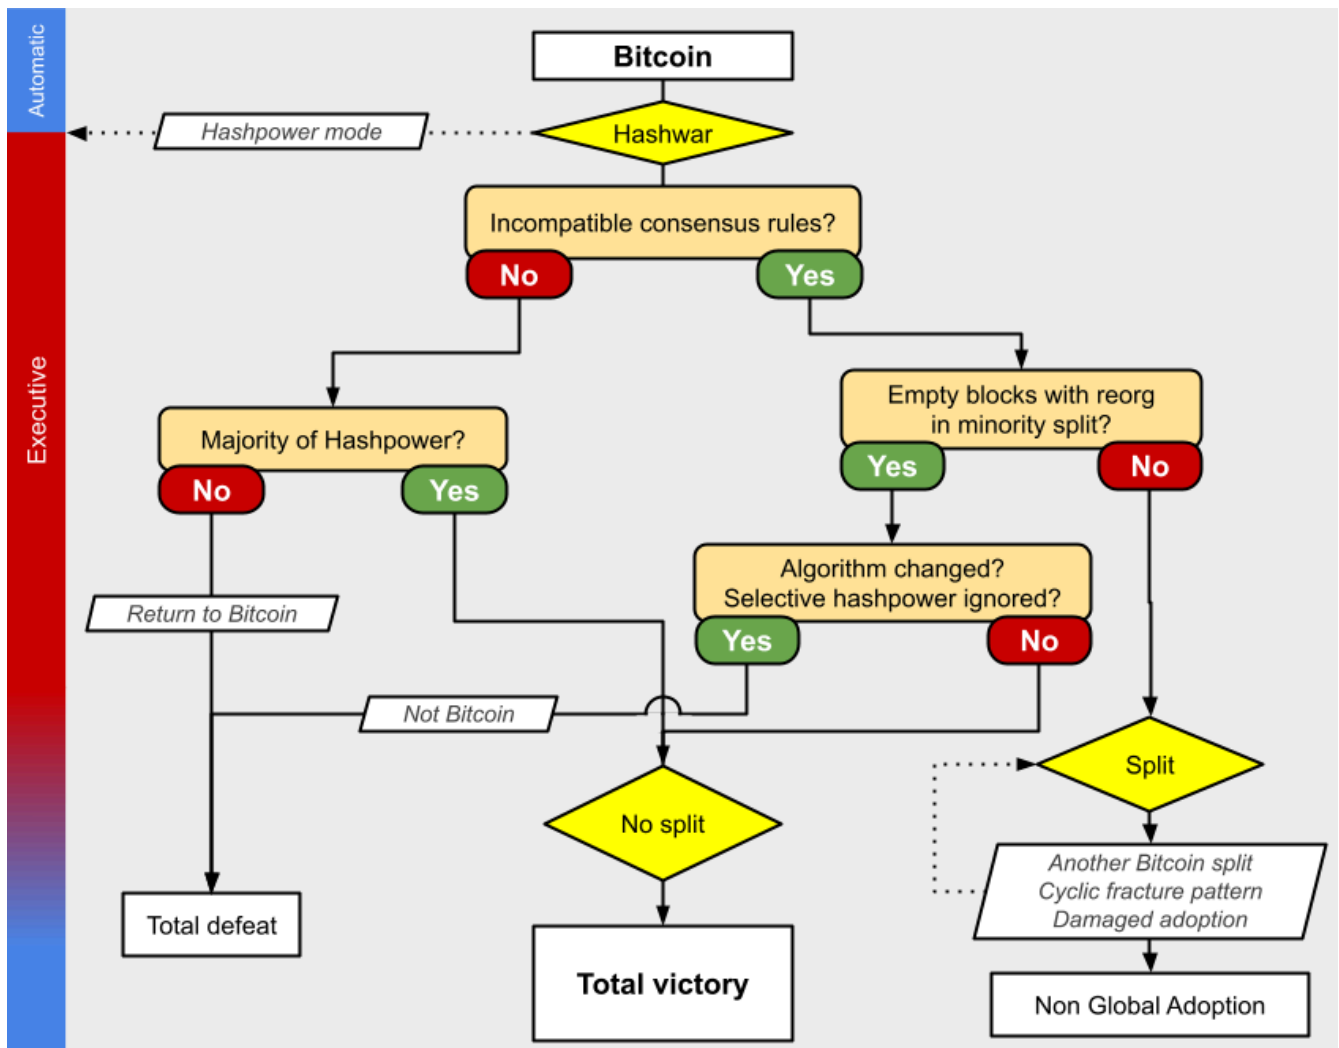 Automatic
Bitcoin
Hashpower mode
Hashwar
Incompatible consensus rules?
No
Yes
Executive
Empty blocks with reorg
in minority split?
Majority of Hashpower?
Yes
No
No
Yes
Algorithm changed?
Selective hashpower ignored?
Return to Bitcoin
Yes
No
Not Bitcoin
Split
No split
Another Bitcoin split
Cyclic fracture pattern
Damaged adoption
Total defeat
Total victory
Non Global Adoption